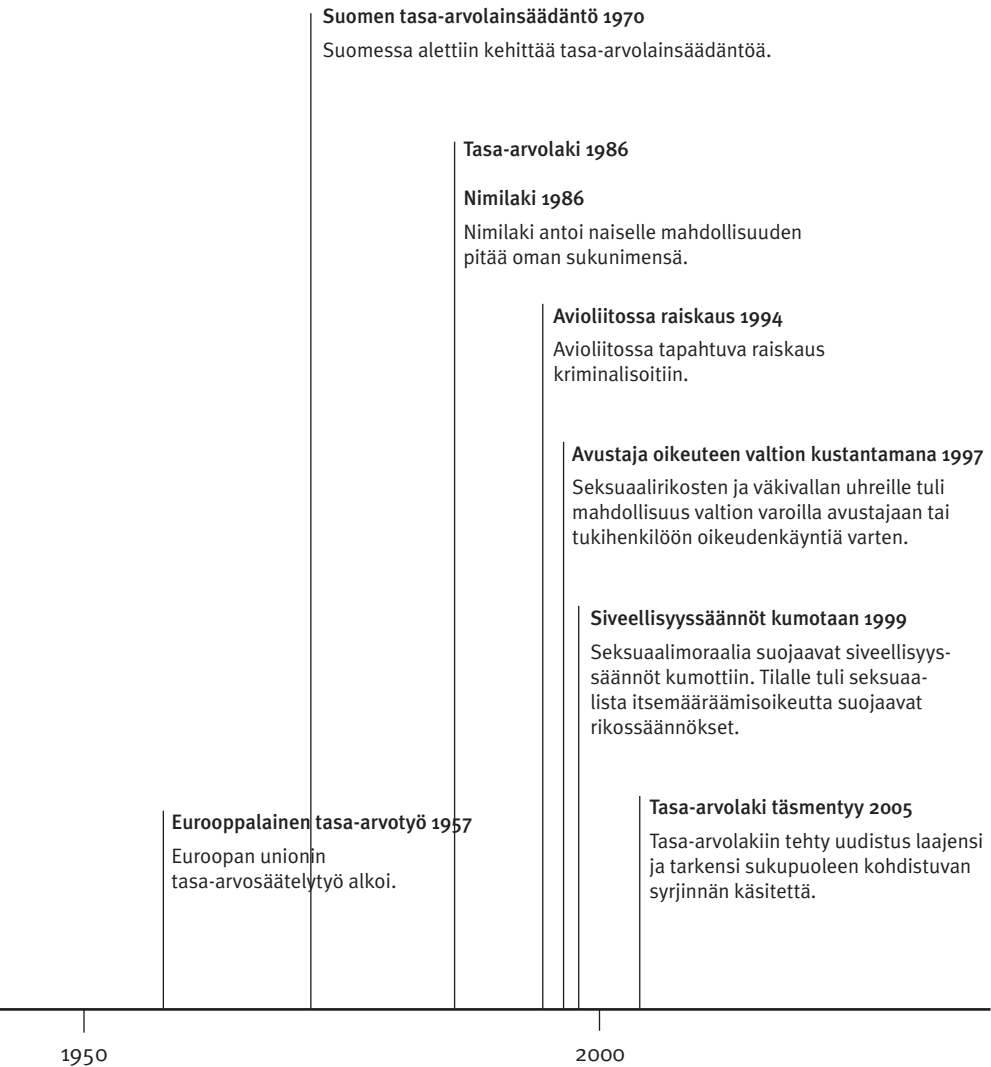 Suomen tasa-arvolainsäädäntö 1970
Suomessa alettiin kehittää tasa-arvolainsäädäntöä.
Tasa-arvolaki 1986
Nimilaki 1986
Nimilaki antoi naiselle mahdollisuuden
pitää oman sukunimensä.
Avioliitossa raiskaus 1994
Avioliitossa tapahtuva raiskaus
kriminalisoitiin.
Avustaja oikeuteen valtion kustantamana 1997
Seksuaalirikosten ja väkivallan uhreille tuli
mahdollisuus valtion varoilla avustajaan tai
tukihenkilöön oikeudenkäyntiä varten.
Siveellisyyssäännöt kumotaan 1999
Seksuaalimoraalia suojaavat siveellisyys-
säännöt kumottiin. Tilalle tuli seksuaa-
lista itsemääräämisoikeutta suojaavat
rikossäännökset.
Eurooppalainen tasa-arvotyö 1957
Euroopan unionin
tasa-arvosäätelytyö alkoi.
Tasa-arvolaki täsmentyy 2005
Tasa-arvolakiin tehty uudistus laajensi
ja tarkensi sukupuoleen kohdistuvan
syrjinnän käsitettä.
1950
2000